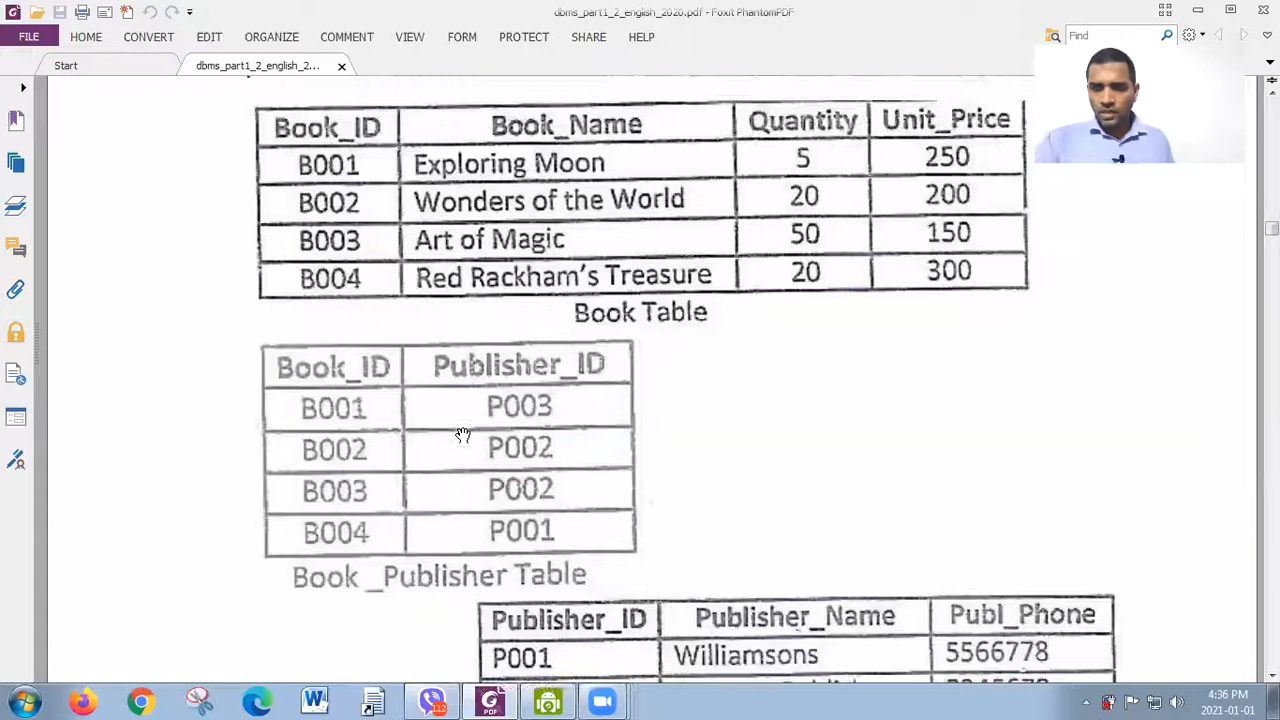 dbms_part1_2_english_2020.pdf - Foxit PhantomPDF
FILE HOME CONVERT EDIT ORGANIZE COMMENT VIEW FORM PROTECT SHARE HELP Find
Start dbms_part1_2_english_2...
Book_ID Book_Name Quantity Unit_Price
B001 Exploring Moon 5 250
B002 Wonders of the World 20 200
B003 Art of Magic 50 150
B004 Red Rackham's Treasure 20 300
Book Table
Book_ID Publisher_ID
B001 P003
B002 P002
B003 P002
B004 P001
Book _Publisher Table
Publisher_ID Publisher_Name Publ_Phone
P001 Williamsons 5566778
112
PDF
4:36 PM
2021-01-01